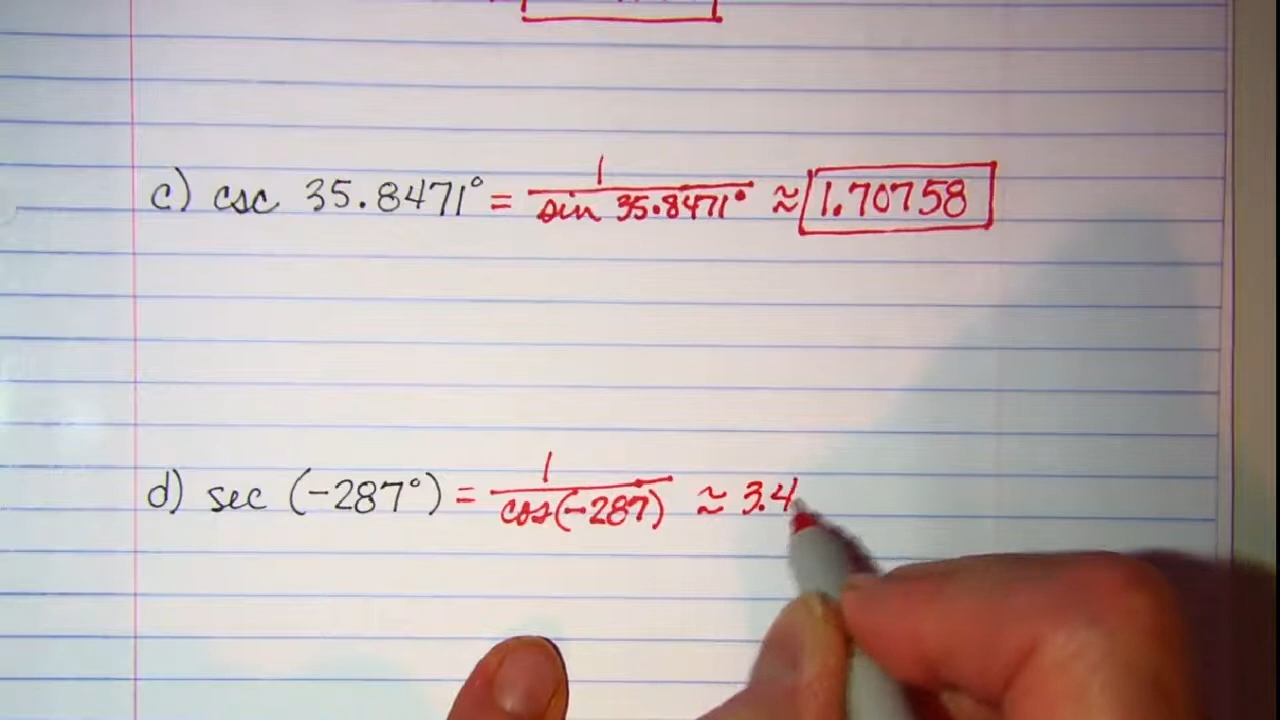 c) csc 35.8471° = 1 / sin 35.8471° ≈ 1.70758
d) sec (-287°) = 1 / cos(-287) ≈ 3.4